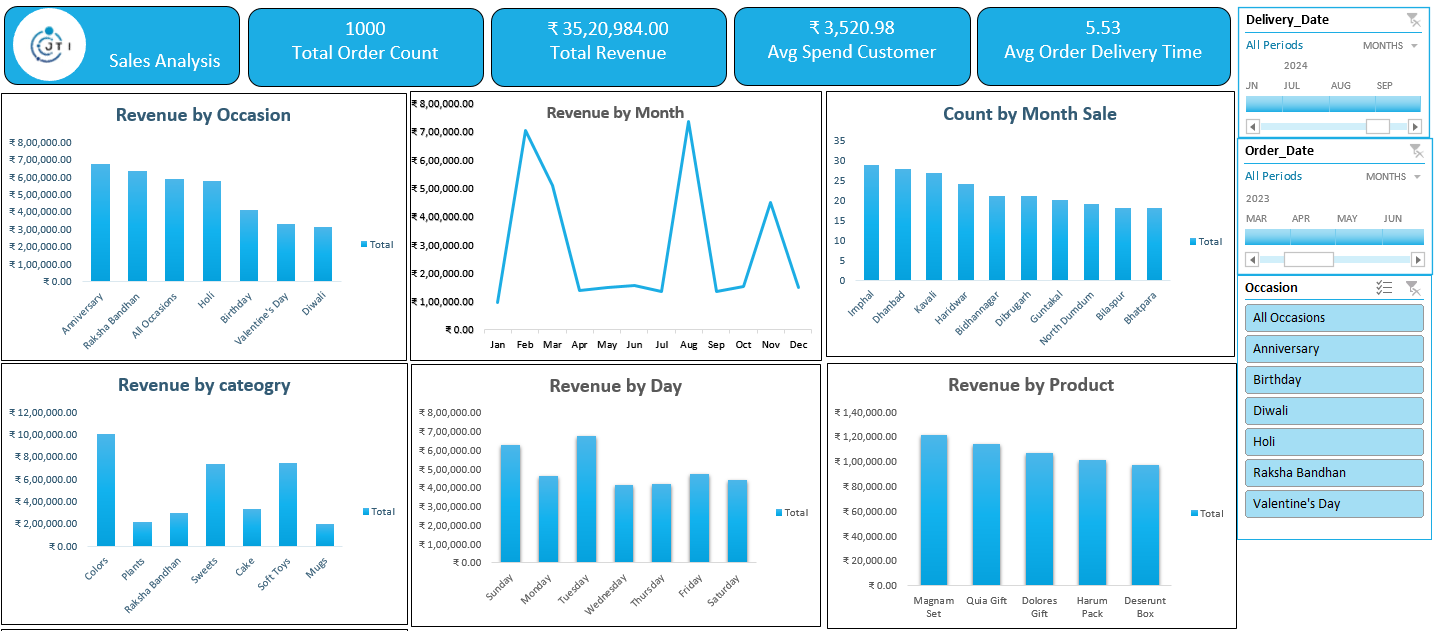 JTI
Sales Analysis
1000
Total Order Count
₹ 35,20,984.00
Total Revenue
₹ 3,520.98
Avg Spend Customer
5.53
Avg Order Delivery Time
Delivery_Date
All Periods
MONTHS
2024
JN JUL AUG SEP
Order_Date
All Periods
MONTHS
2023
MAR APR MAY JUN
Occasion
All Occasions
Anniversary
Birthday
Diwali
Holi
Raksha Bandhan
Valentine's Day
Revenue by Occasion
₹ 8,00,000.00
₹ 7,00,000.00
₹ 6,00,000.00
₹ 5,00,000.00
₹ 4,00,000.00
₹ 3,00,000.00
₹ 2,00,000.00
₹ 1,00,000.00
₹ 0.00
Anniversary
Raksha Bandhan
All Occasions
Holi
Birthday
Valentine's Day
Diwali
Total
Revenue by Month
₹ 8,00,000.00
₹ 7,00,000.00
₹ 6,00,000.00
₹ 5,00,000.00
₹ 4,00,000.00
₹ 3,00,000.00
₹ 2,00,000.00
₹ 1,00,000.00
₹ 0.00
Jan Feb Mar Apr May Jun Jul Aug Sep Oct Nov Dec
Count by Month Sale
35
30
25
20
15
10
5
0
Imphal
Dhanbad
Kavali
Haridwar
Bidhannagar
Dibrugarh
Guntakal
North Dumdum
Bilaspur
Bhatpara
Total
Revenue by cateogry
₹ 12,00,000.00
₹ 10,00,000.00
₹ 8,00,000.00
₹ 6,00,000.00
₹ 4,00,000.00
₹ 2,00,000.00
₹ 0.00
Colors
Plants
Raksha Bandhan
Sweets
Cake
Soft Toys
Mugs
Total
Revenue by Day
₹ 8,00,000.00
₹ 7,00,000.00
₹ 6,00,000.00
₹ 5,00,000.00
₹ 4,00,000.00
₹ 3,00,000.00
₹ 2,00,000.00
₹ 1,00,000.00
₹ 0.00
Sunday
Monday
Tuesday
Wednesday
Thursday
Friday
Saturday
Total
Revenue by Product
₹ 1,40,000.00
₹ 1,20,000.00
₹ 1,00,000.00
₹ 80,000.00
₹ 60,000.00
₹ 40,000.00
₹ 20,000.00
₹ 0.00
Magnam Quia Gift Dolores Harum Deserunt
Set Gift Pack Box
Total